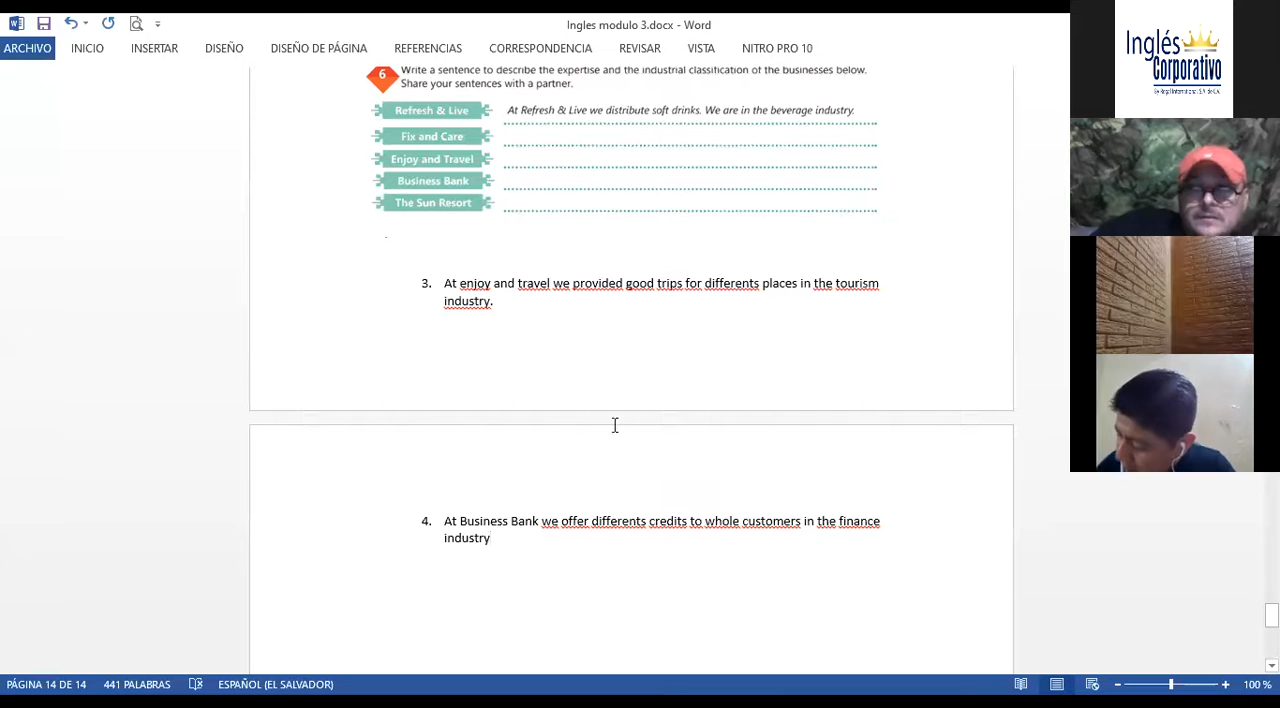 Ingles modulo 3.docx - Word
ARCHIVO INICIO INSERTAR DISEÑO DISEÑO DE PÁGINA REFERENCIAS CORRESPONDENCIA REVISAR VISTA NITRO PRO 10
6 Write a sentence to describe the expertise and the industrial classification of the businesses below.
Share your sentences with a partner.
Refresh & Live At Refresh & Live we distribute soft drinks. We are in the beverage industry.
Fix and Care
Enjoy and Travel
Business Bank
The Sun Resort
3. At enjoy and travel we provided good trips for differents places in the tourism
industry.
4. At Business Bank we offer differents credits to whole customers in the finance
industry
PÁGINA 14 DE 14 441 PALABRAS ESPAÑOL (EL SALVADOR) 100 %
Inglés
Corporativo